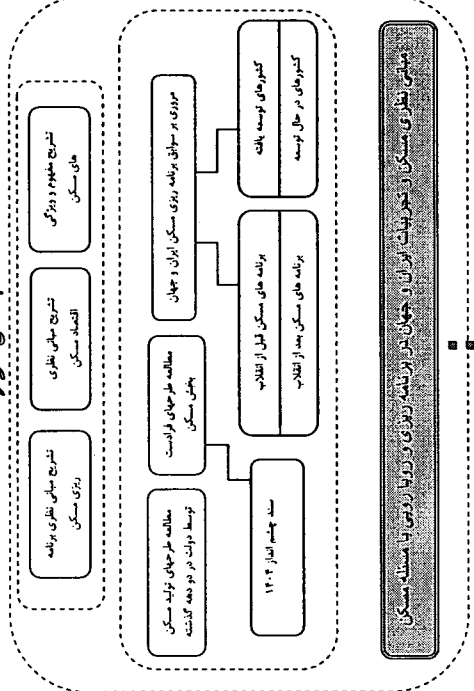 تشریح مفهوم و ویژگی
های مسکن
تشریح مبانی نظری
اقتصاد مسکن
تشریح مبانی نظری برنامه
ریزی مسکن
مروری بر سوابق برنامه ریزی مسکن ایران و جهان
مطالعه طرحهای فرادست
بخش مسکن
مطالعه طرحهای تولید مسکن
توسط دولت در دو دهه گذشته
کشورهای توسعه یافته
کشورهای در حال توسعه
برنامه های مسکن قبل از انقلاب
برنامه های مسکن بعد از انقلاب
سند چشم انداز ۱۴۰۴
مبانی نظری مسکن و تجربیات ایران و جهان در برنامه ریزی و رویا رویی با مسئله مسکن